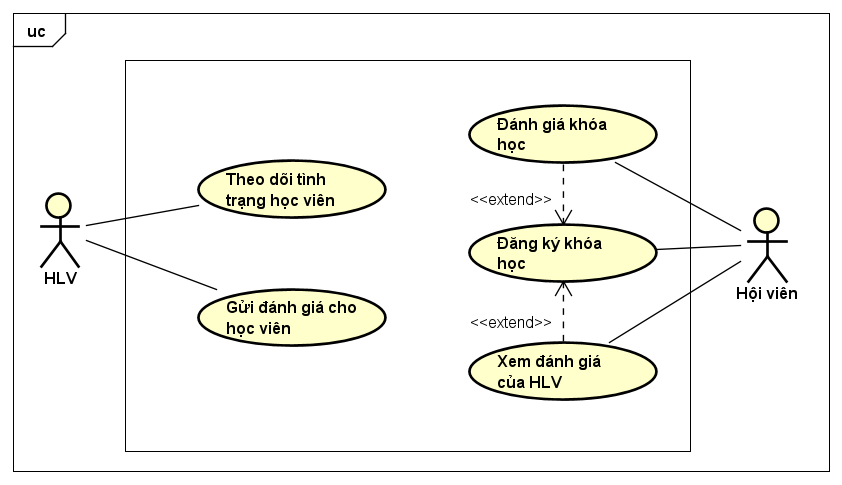 uc
Đánh giá khóa
học
Theo dõi tình
trạng học viên
<<extend>>
Đăng ký khóa
học
HLV
Hội viên
Gửi đánh giá cho
học viên
<<extend>>
Xem đánh giá
của HLV